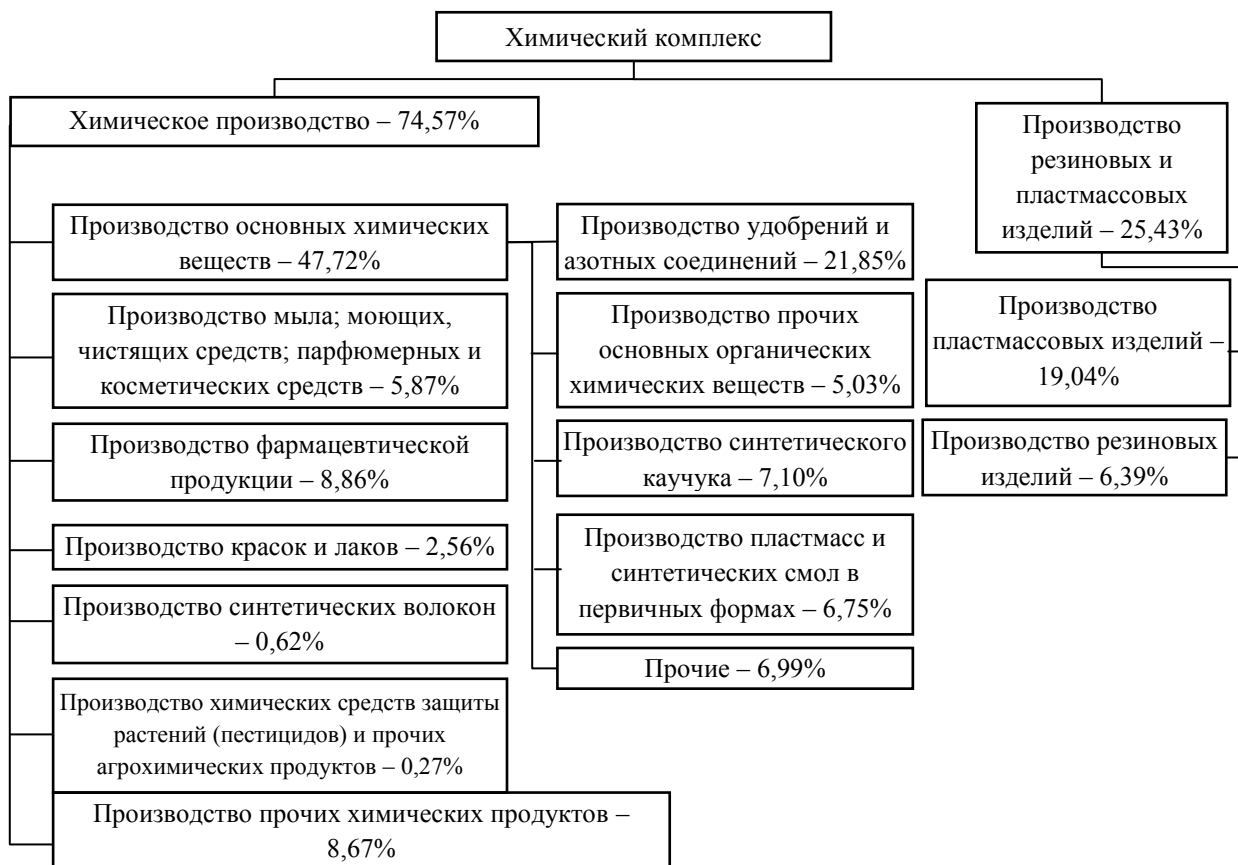 Химический комплекс
Химическое производство – 74,57%
Производство основных химических
веществ – 47,72%
Производство мыла; моющих,
чистящих средств; парфюмерных и
косметических средств – 5,87%
Производство фармацевтической
продукции – 8,86%
Производство красок и лаков – 2,56%
Производство синтетических волокон
– 0,62%
Производство химических средств защиты
растений (пестицидов) и прочих
агрохимических продуктов – 0,27%
Производство прочих химических продуктов –
8,67%
Производство удобрений и
азотных соединений – 21,85%
Производство прочих
основных органических
химических веществ – 5,03%
Производство синтетического
каучука – 7,10%
Производство пластмасс и
синтетических смол в
первичных формах – 6,75%
Прочие – 6,99%
Производство
резиновых и
пластмассовых
изделий – 25,43%
Производство
пластмассовых изделий –
19,04%
Производство резиновых
изделий – 6,39%